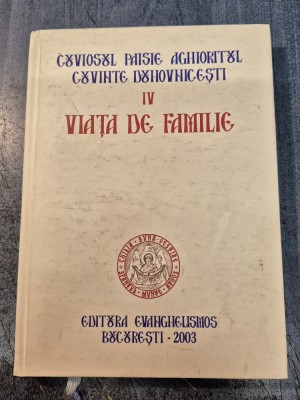 CUVIOSUL PAISIE AGHIORITUL
CUVINTE DUHOVNICEȘTI
IV
VIAȚA DE FAMILIE
EDITURA EVANGHELISMOS
BUCUREȘTI · 2003